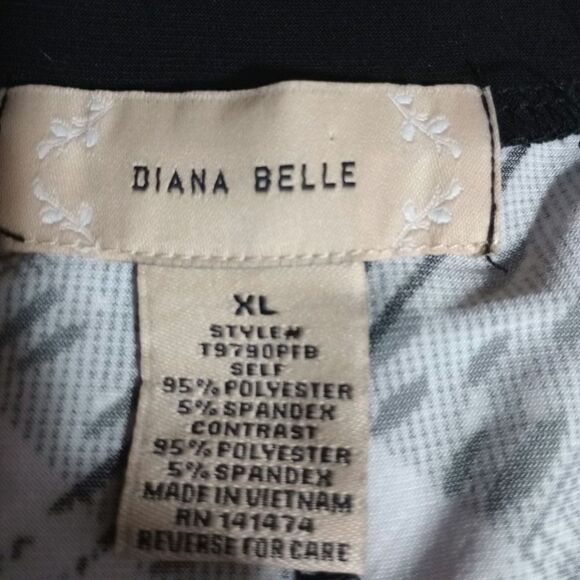 DIANA BELLE
XL
STYLE#
T9790PFB
SELF
95% POLYESTER
5% SPANDEX
CONTRAST
95% POLYESTER
5% SPANDEX
MADE IN VIETNAM
RN 141474
REVERSE FOR CARE